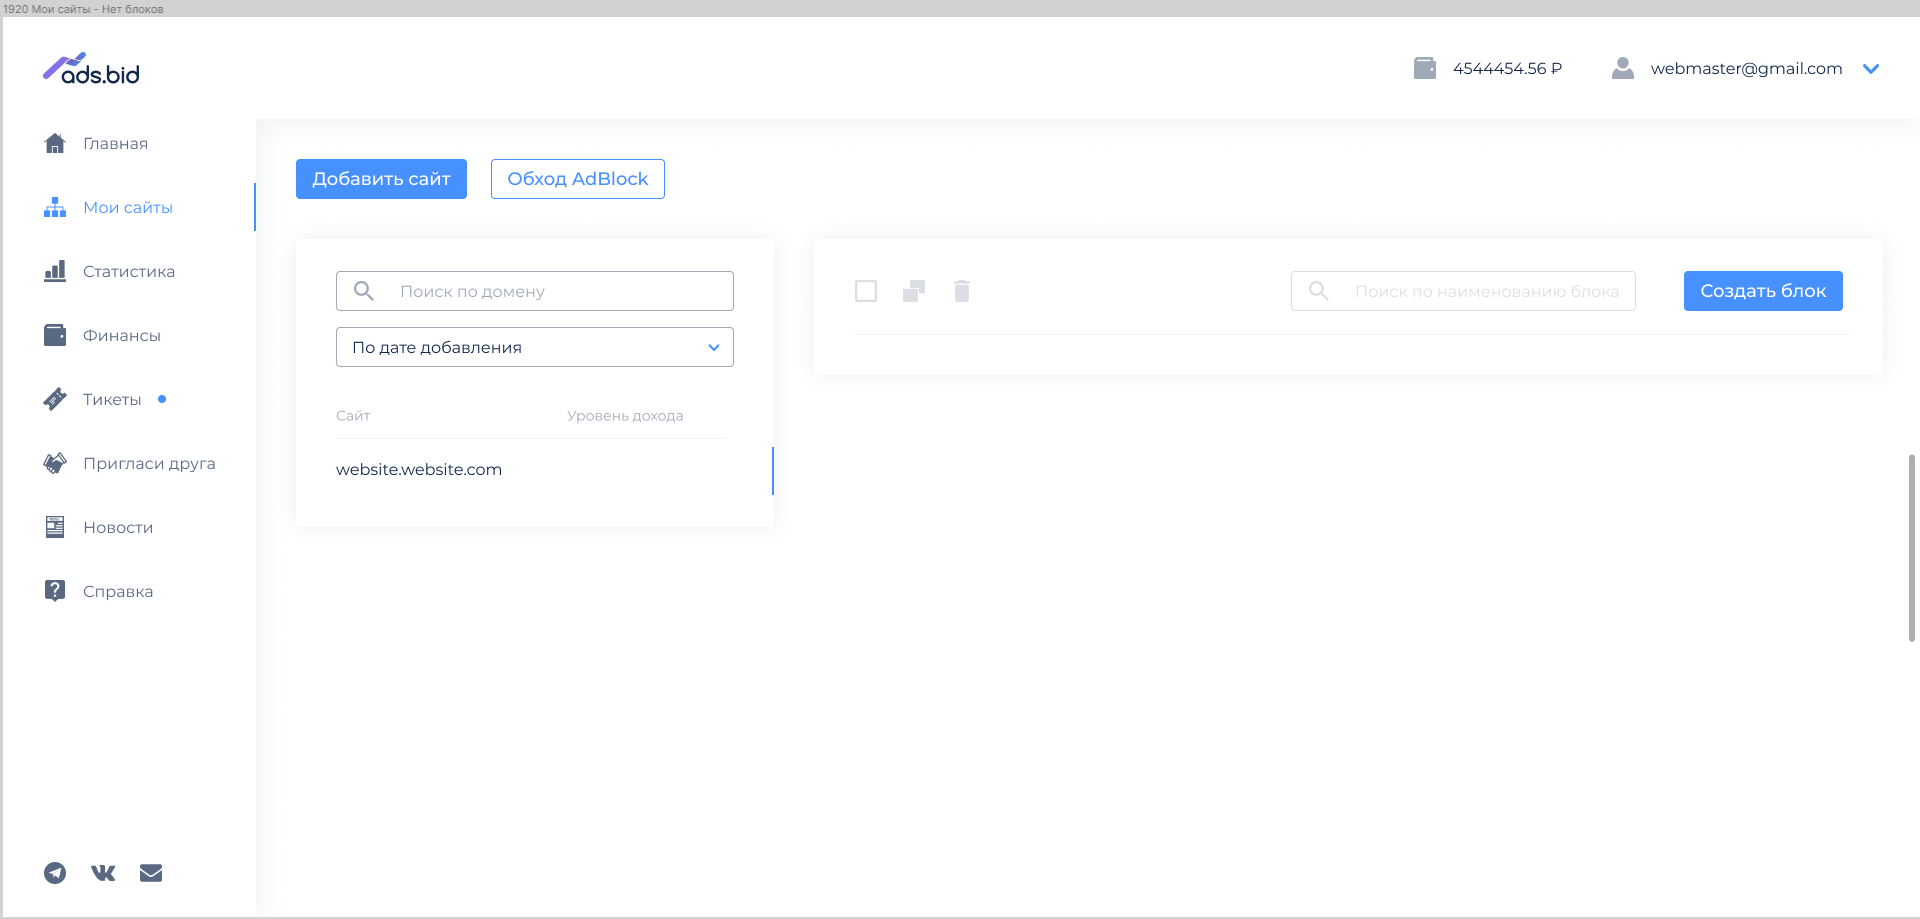 1920 Мои сайты - Нет блоков
ads.bid
4544454.56 ₽
webmaster@gmail.com
Главная
Мои сайты
Статистика
Финансы
Тикеты
Пригласи друга
Новости
Справка
Добавить сайт
Обход AdBlock
Поиск по домену
По дате добавления
Сайт
Уровень дохода
website.website.com
Поиск по наименованию блока
Создать блок